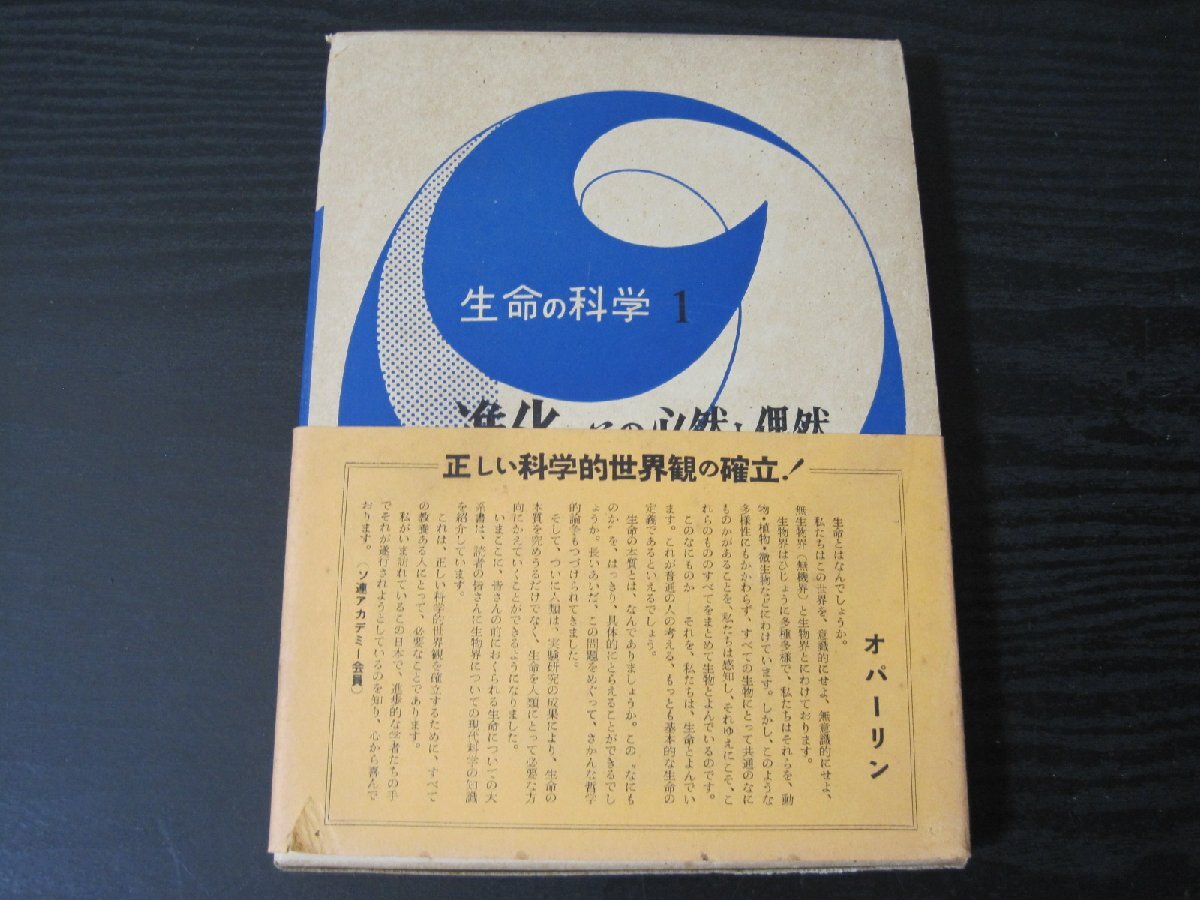 生命の科学 1
進化 その必然と偶然
正しい科学的世界観の確立!
オパーリン
生命とはなんでしょうか。
私たちはこの世界を、意識的にせよ、無意識的にせよ、
無生物界(無機界)と生物界とにわけております。
生物界はひじょうに多種多様で、私たちはそれらを、動
物・植物・微生物などにわけています。しかし、このような
多様性にもかかわらず、すべての生物にとって共通のなに
ものかがあることを、私たちは感知し、それゆえにこそ、こ
れらのもののすべてをまとめて生物とよんでいるのです。
このなにものか――それを、私たちは、生命とよんでい
ます。これが普通の人の考える、もっとも基本的な生命の
定義であるといえるでしょう。
生命の本質とは、なんでありましょうか。この〝なにも
のか〟を、はっきり、具体的にとらえることができるでし
ょうか。長いあいだ、この問題をめぐって、さかんな哲学
的論争もつづけられてきました。
そして、ついに人類は、実験研究の成果により、生命の
本質を究めうるだけでなく、生命を人類にとって必要な方
向にかえていくことができるようになりました。
いまここに、皆さんの前におくられる生命についての大
系書は、読者の皆さんに生物界についての現代科学の知識
を紹介しています。
これは、正しい科学的世界観を確立するために、すべて
の教養ある人にとって、必要なことであります。
私がいま訪れているこの日本で、進歩的な学者たちの手
でそれが遂行されようとしているのを知り、心から喜んで
おります。
(ソ連アカデミー会員)